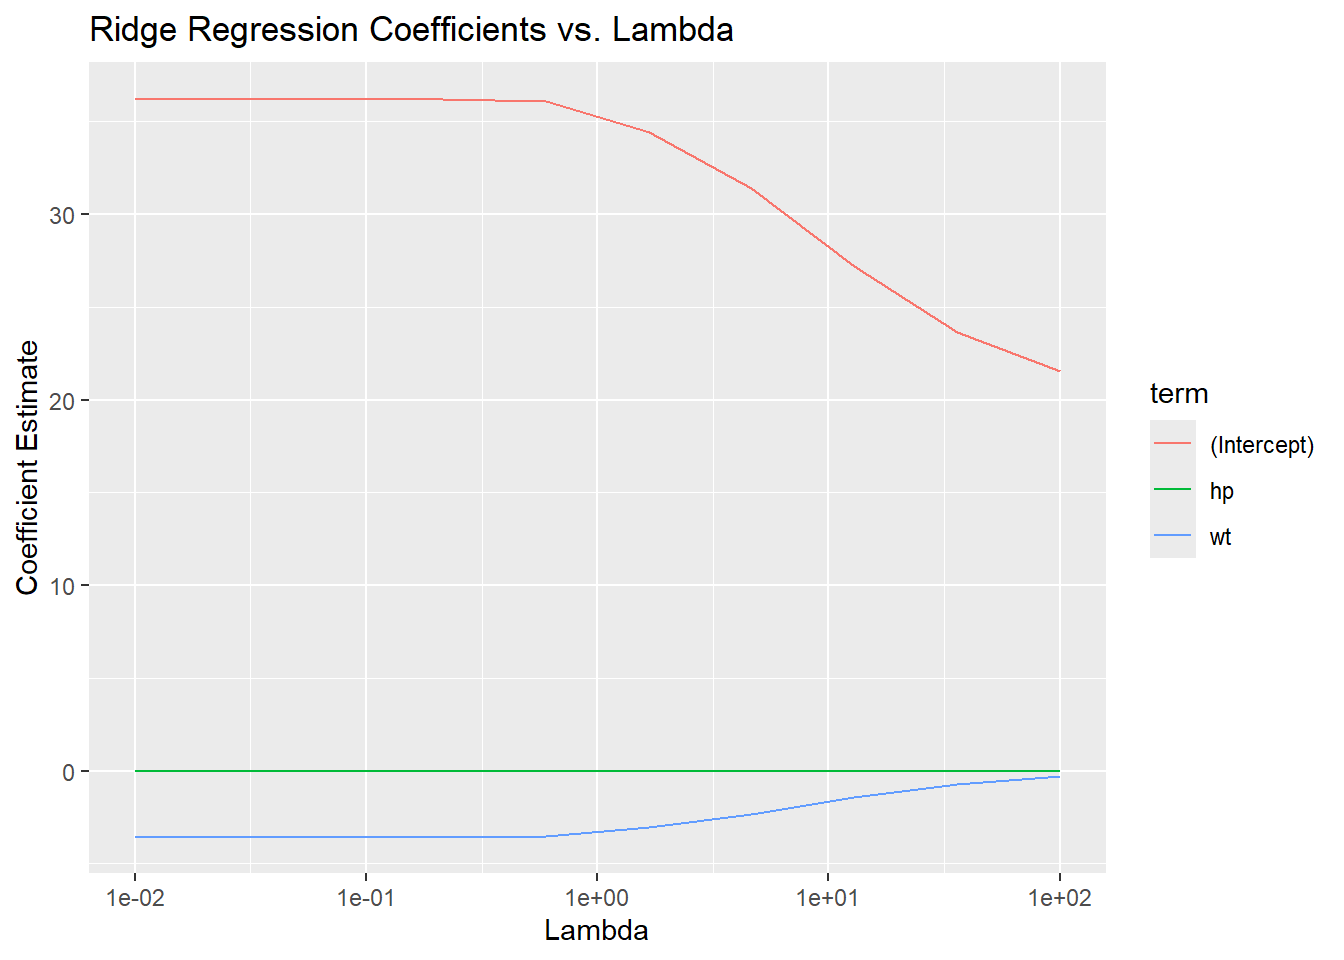 Ridge Regression Coefficients vs. Lambda
Coefficient Estimate
30
20
10
0
1e-02
1e-01
1e+00
1e+01
1e+02
Lambda
term
(Intercept)
hp
wt